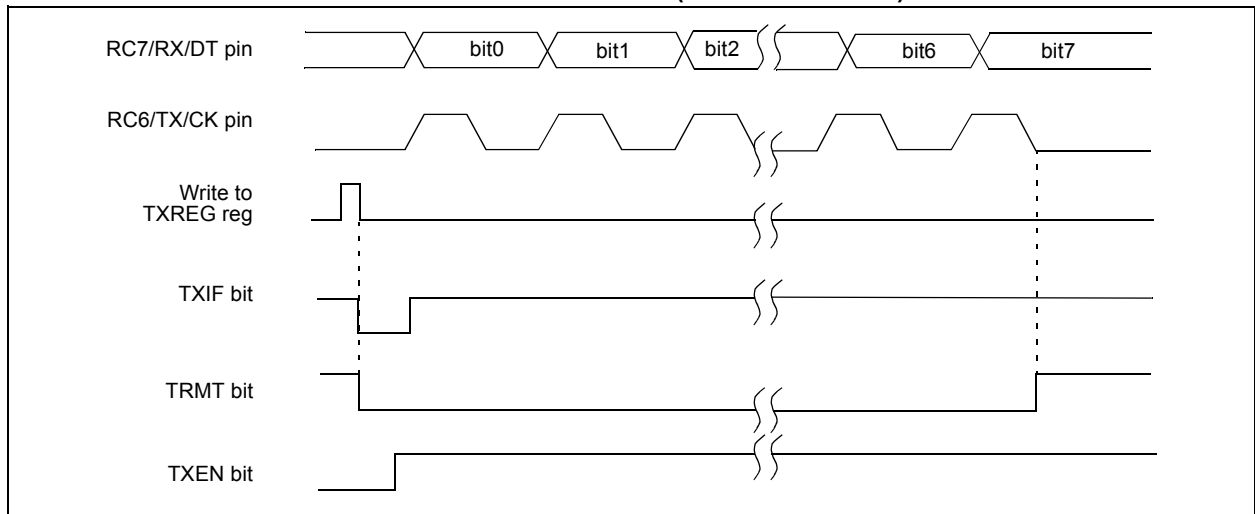 RC7/RX/DT pin
bit0 bit1 bit2 bit6 bit7
RC6/TX/CK pin
Write to
TXREG reg
TXIF bit
TRMT bit
TXEN bit